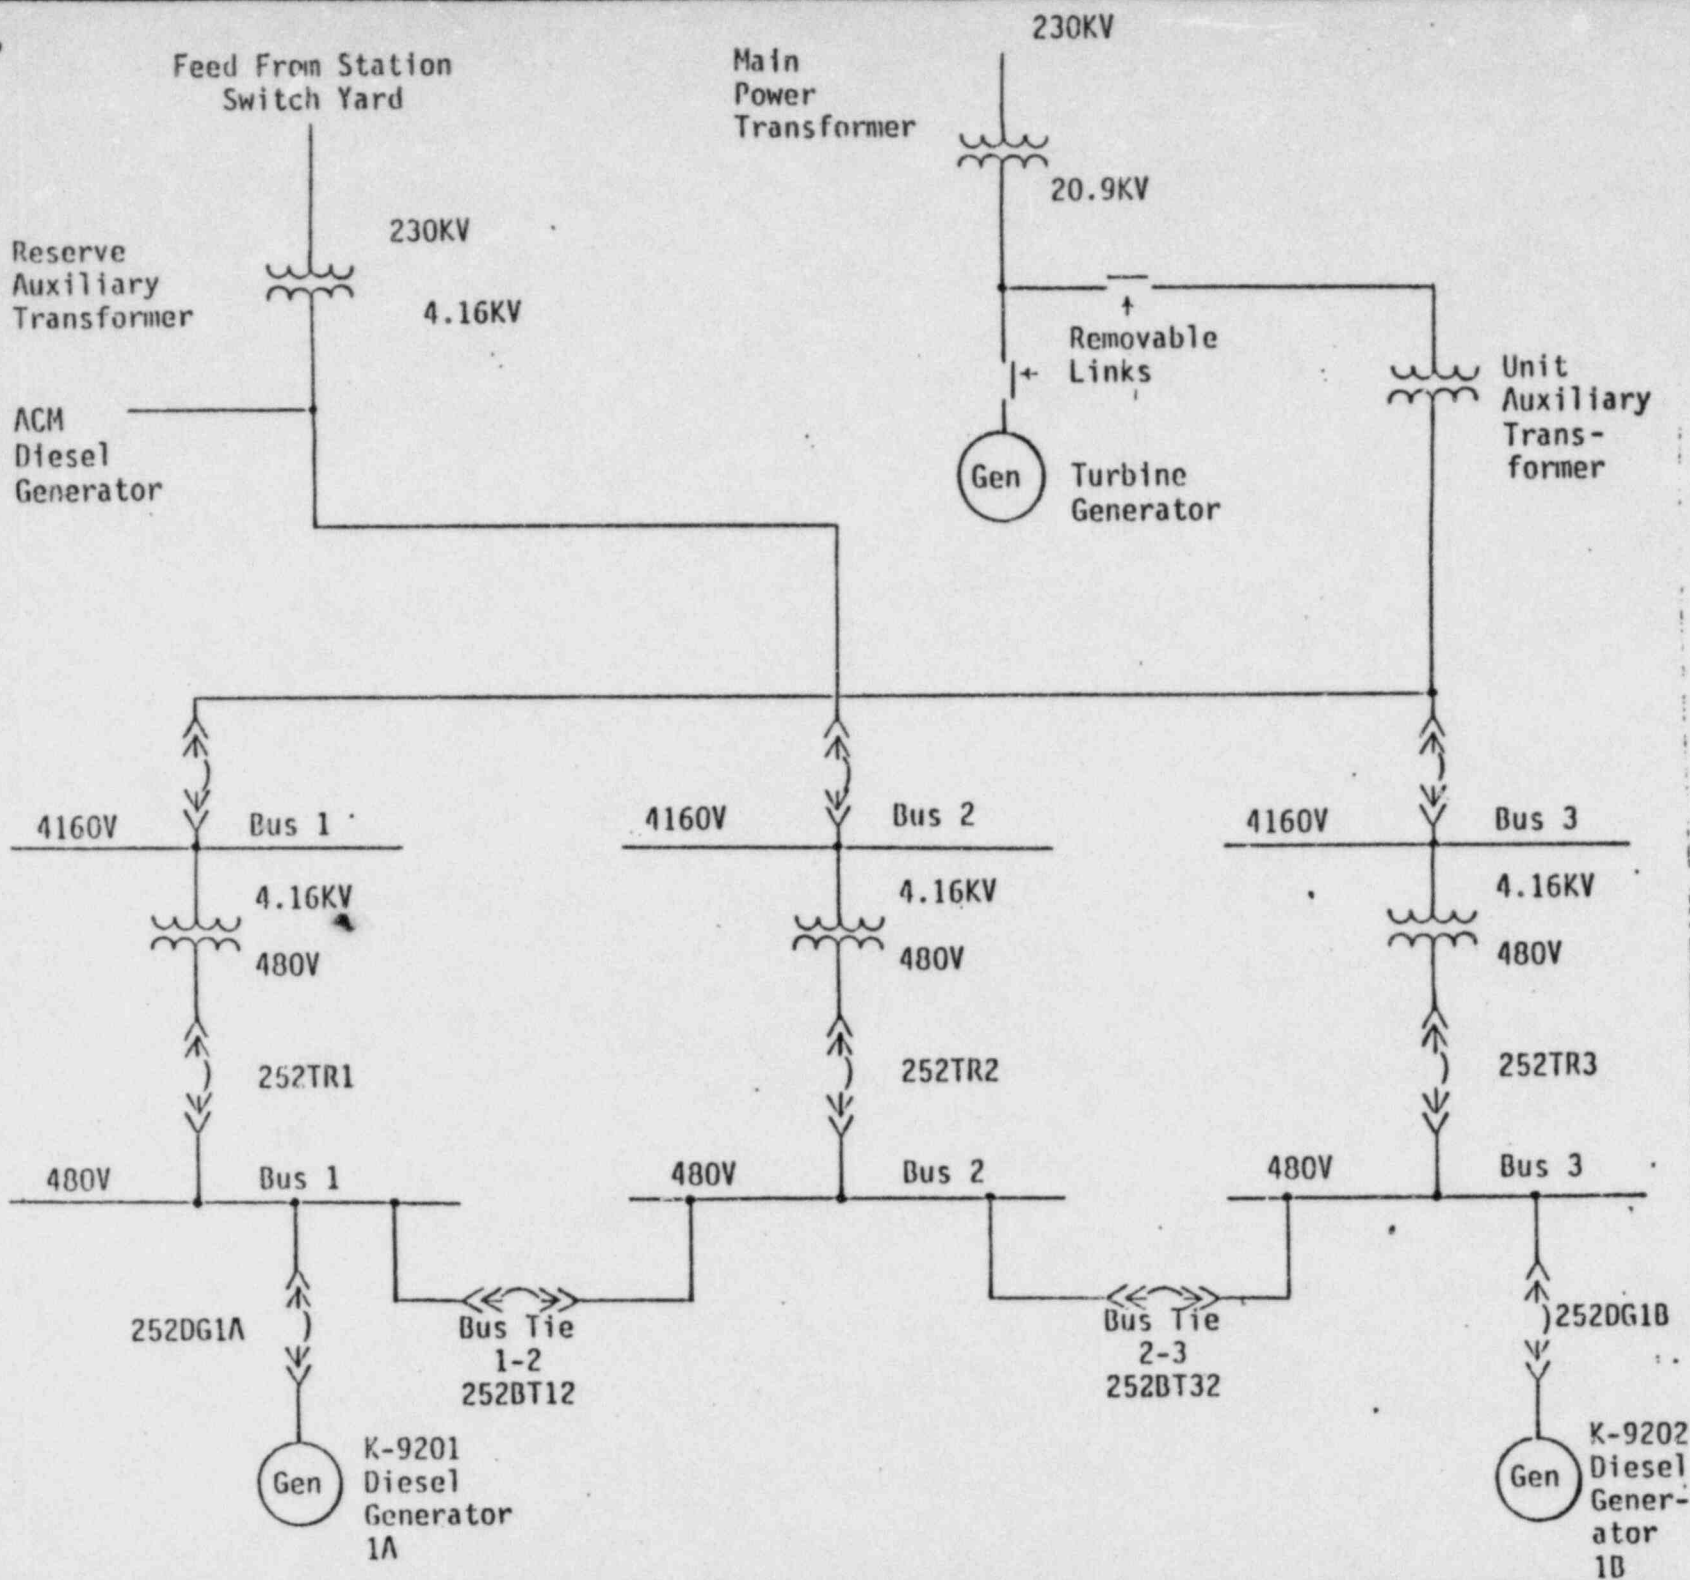 230KV
Feed From Station
Switch Yard
Main
Power
Transformer
20.9KV
230KV
Reserve
Auxiliary
Transformer
4.16KV
Removable
Links
Unit
Auxiliary
Trans-
former
ACM
Diesel
Generator
Gen
Turbine
Generator
4160V
Bus 1
4160V
Bus 2
4160V
Bus 3
4.16KV
480V
4.16KV
480V
4.16KV
480V
252TR1
252TR2
252TR3
480V
Bus 1
480V
Bus 2
480V
Bus 3
252DG1A
Bus Tie
1-2
252BT12
Bus Tie
2-3
252BT32
252DG1B
Gen
K-9201
Diesel
Generator
1A
Gen
K-9202
Diesel
Gener-
ator
1B